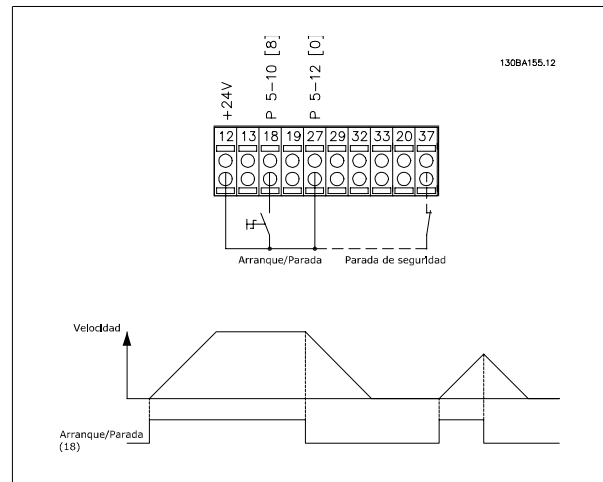 130BA155.12
+24V
P 5-10 [8]
P 5-12 [0]
12 13 18 19 27 29 32 33 20 37
Arranque/Parada Parada de seguridad
Velocidad
Arranque/Parada
(18)